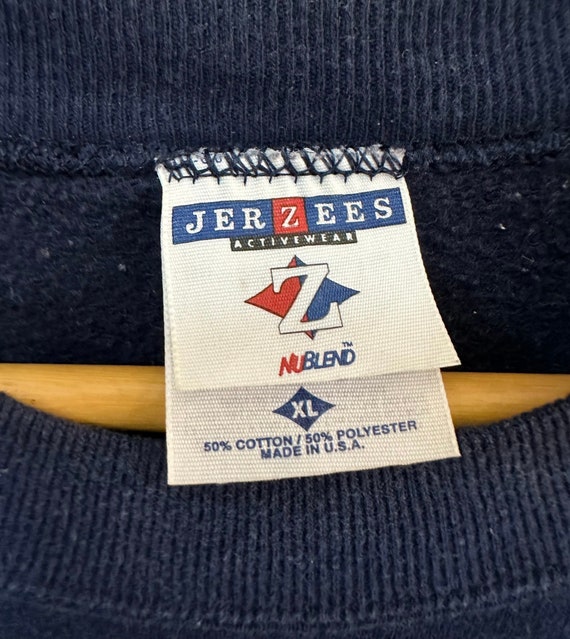 JERZEES
ACTIVEWEAR
Z
NUBLEND™
XL
50% COTTON / 50% POLYESTER
MADE IN U.S.A.